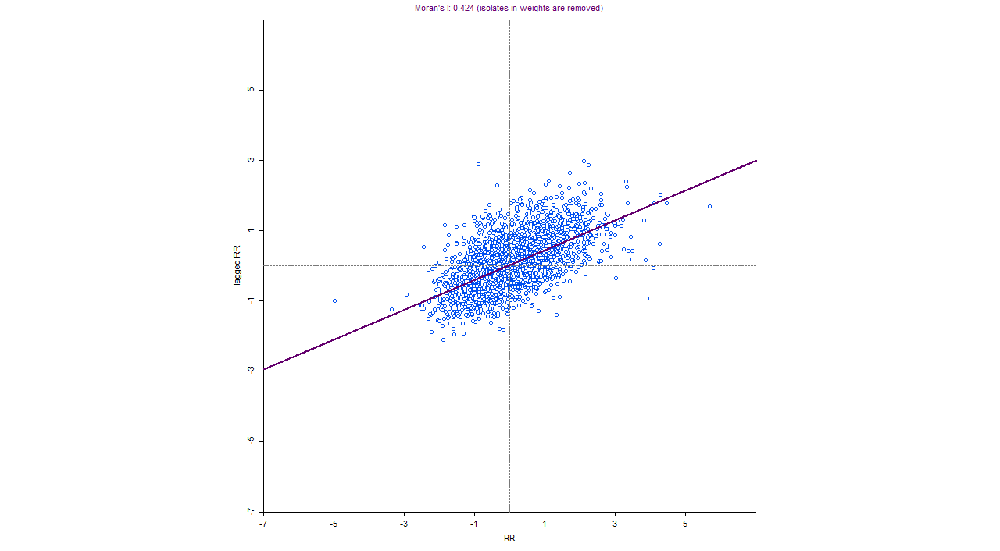 Moran's I: 0.424 (isolates in weights are removed)
5
3
1
-1
-3
-5
-7
lagged RR
-7 -5 -3 -1 1 3 5
RR